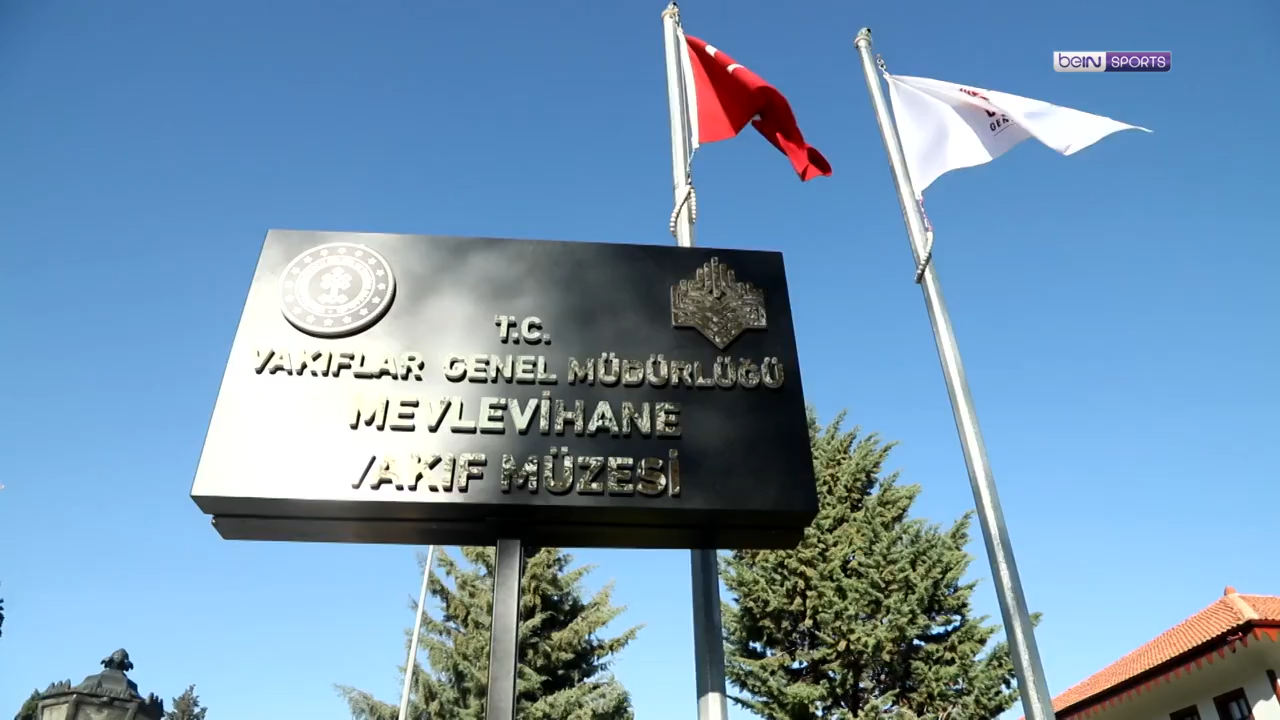 beIN SPORTS
T.C.
VAKIFLAR GENEL MÜDÜRLÜĞÜ
MEVLEVİHANE
VAKIF MÜZESİ